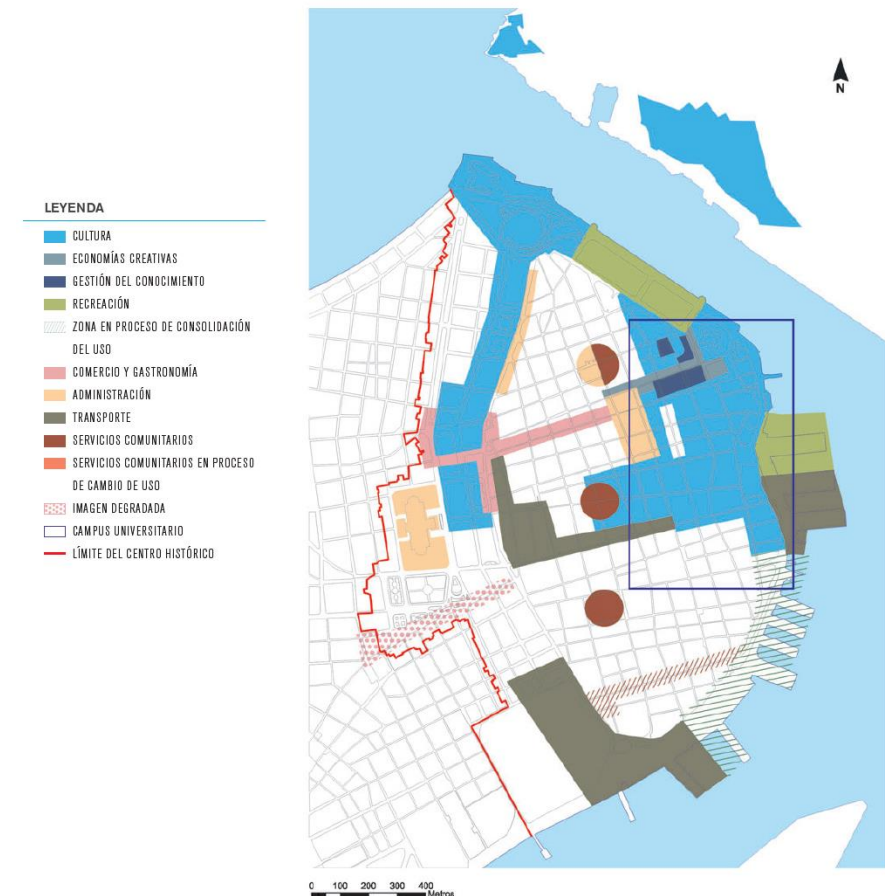 N
LEYENDA
CULTURA
ECONOMÍAS CREATIVAS
GESTIÓN DEL CONOCIMIENTO
RECREACIÓN
ZONA EN PROCESO DE CONSOLIDACIÓN
DEL USO
COMERCIO Y GASTRONOMÍA
ADMINISTRACIÓN
TRANSPORTE
SERVICIOS COMUNITARIOS
SERVICIOS COMUNITARIOS EN PROCESO
DE CAMBIO DE USO
IMAGEN DEGRADADA
CAMPUS UNIVERSITARIO
LÍMITE DEL CENTRO HISTÓRICO
0 100 200 300 400
Metros